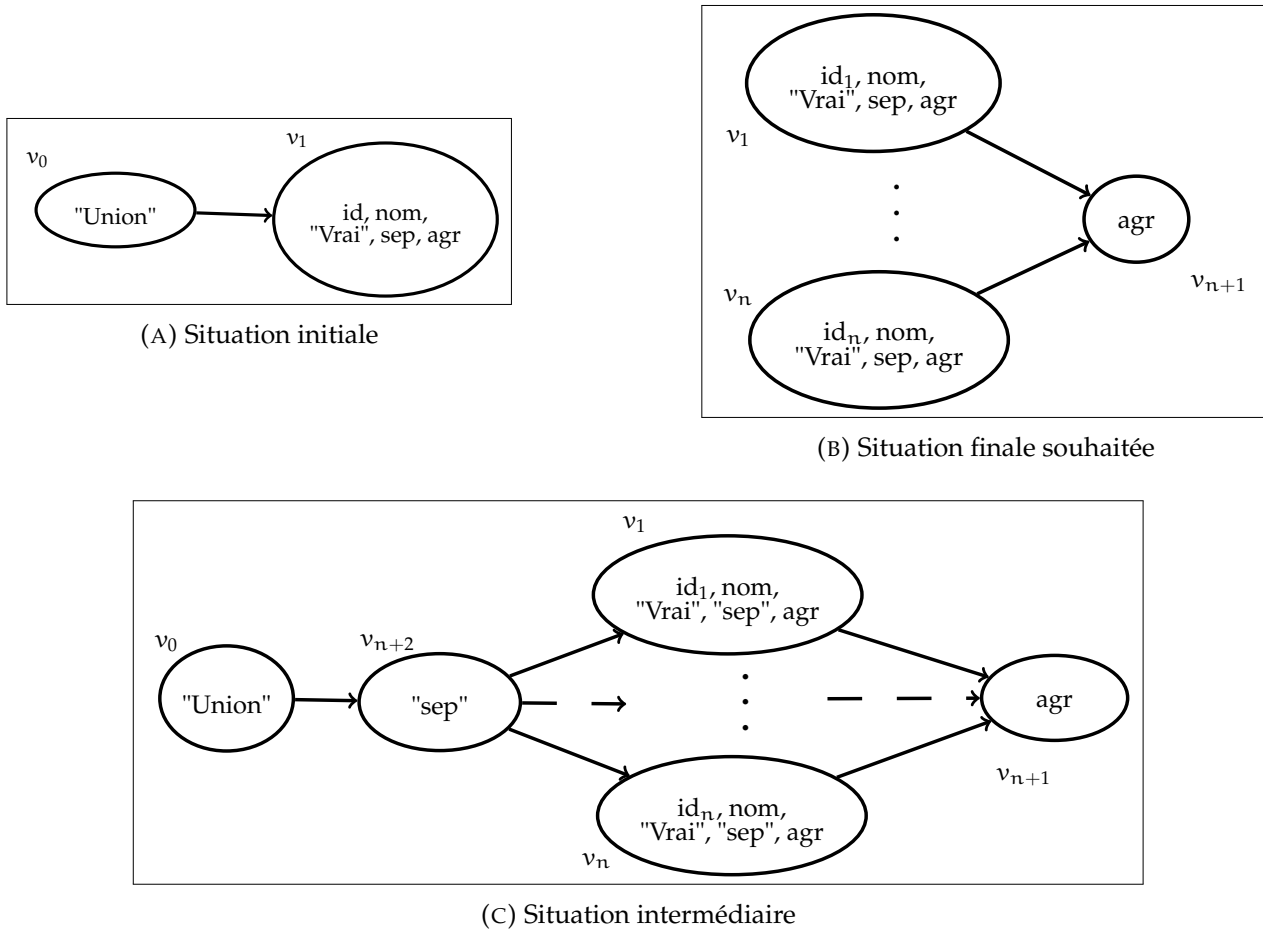 v₀
"Union"
v₁
id, nom,
"Vrai", sep, agr
(A) Situation initiale
id₁, nom,
"Vrai", sep, agr
v₁
agr
vₙ₊₁
vₙ
idₙ, nom,
"Vrai", sep, agr
(B) Situation finale souhaitée
v₀
"Union"
vₙ₊₂
"sep"
v₁
id₁, nom,
"Vrai", "sep", agr
idₙ, nom,
"Vrai", "sep", agr
vₙ
agr
vₙ₊₁
(C) Situation intermédiaire